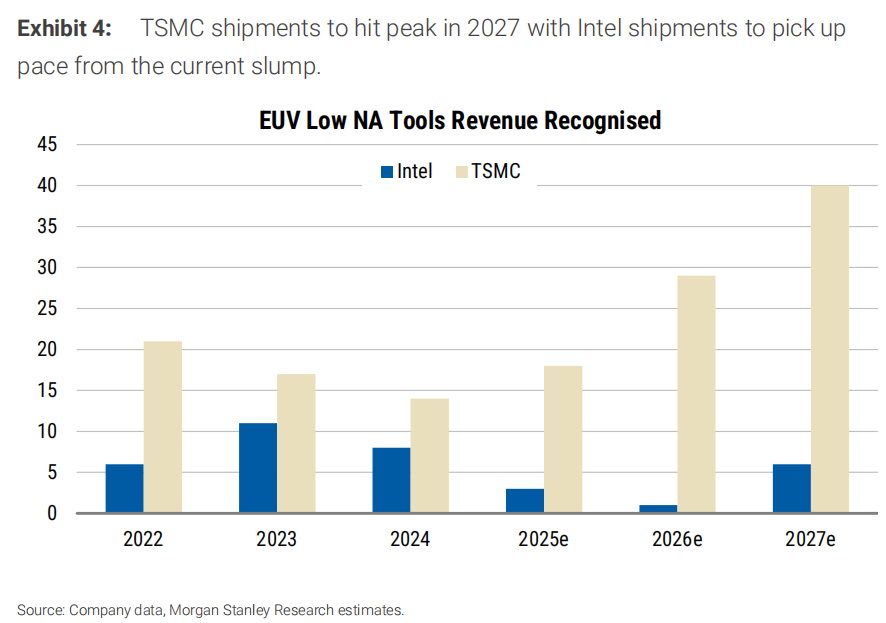 Exhibit 4: TSMC shipments to hit peak in 2027 with Intel shipments to pick up
pace from the current slump.
EUV Low NA Tools Revenue Recognised
Intel TSMC
45
40
35
30
25
20
15
10
5
0
2022 2023 2024 2025e 2026e 2027e
Source: Company data, Morgan Stanley Research estimates.